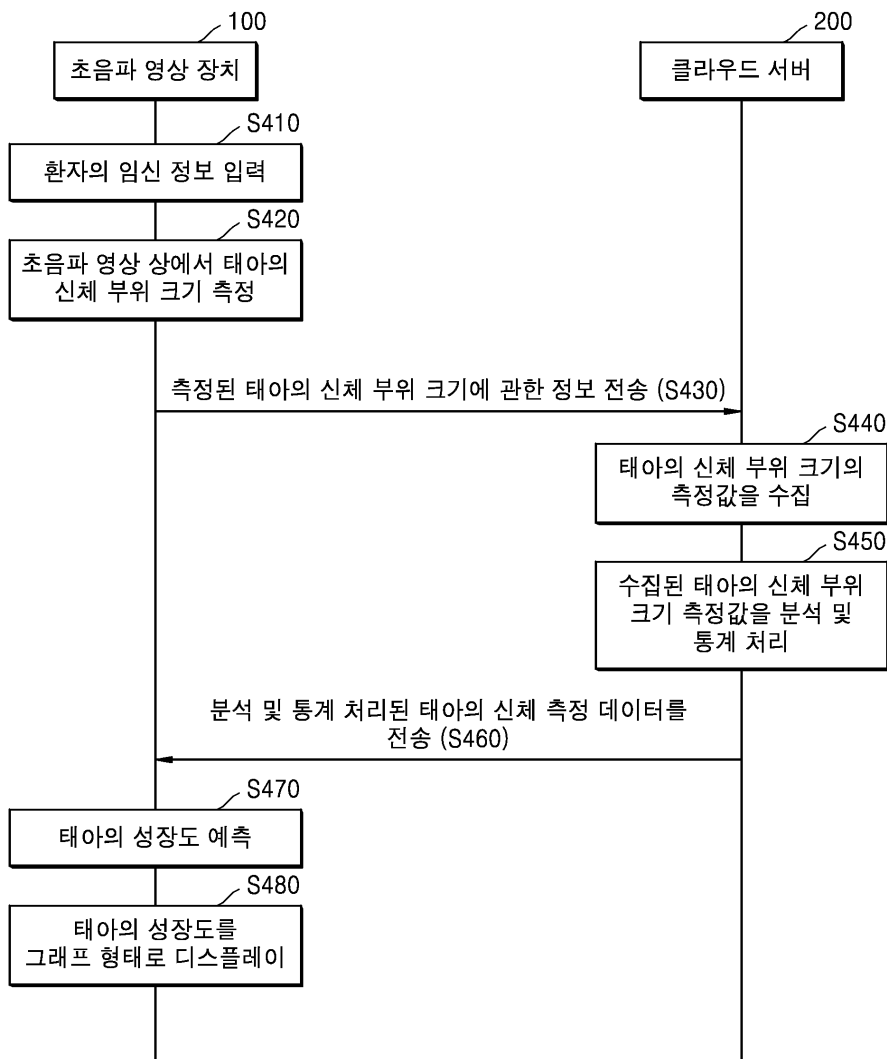 100
200
초음파 영상 장치
클라우드 서버
S410
환자의 임신 정보 입력
S420
초음파 영상 상에서 태아의
신체 부위 크기 측정
측정된 태아의 신체 부위 크기에 관한 정보 전송 (S430)
S440
태아의 신체 부위 크기의
측정값을 수집
S450
수집된 태아의 신체 부위
크기 측정값을 분석 및
통계 처리
분석 및 통계 처리된 태아의 신체 측정 데이터를
전송 (S460)
S470
태아의 성장도 예측
S480
태아의 성장도를
그래프 형태로 디스플레이